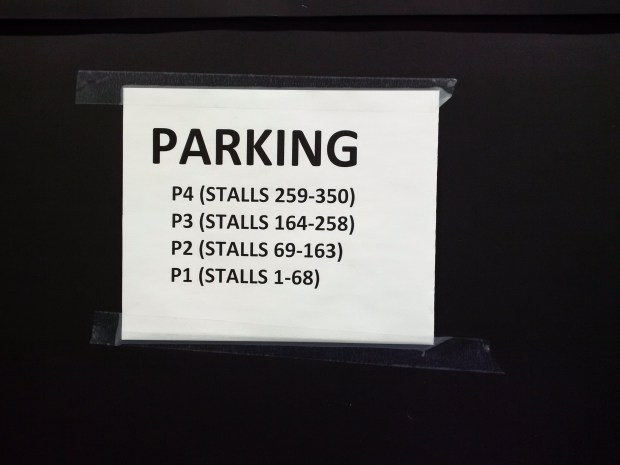 PARKING
P4 (STALLS 259-350)
P3 (STALLS 164-258)
P2 (STALLS 69-163)
P1 (STALLS 1-68)